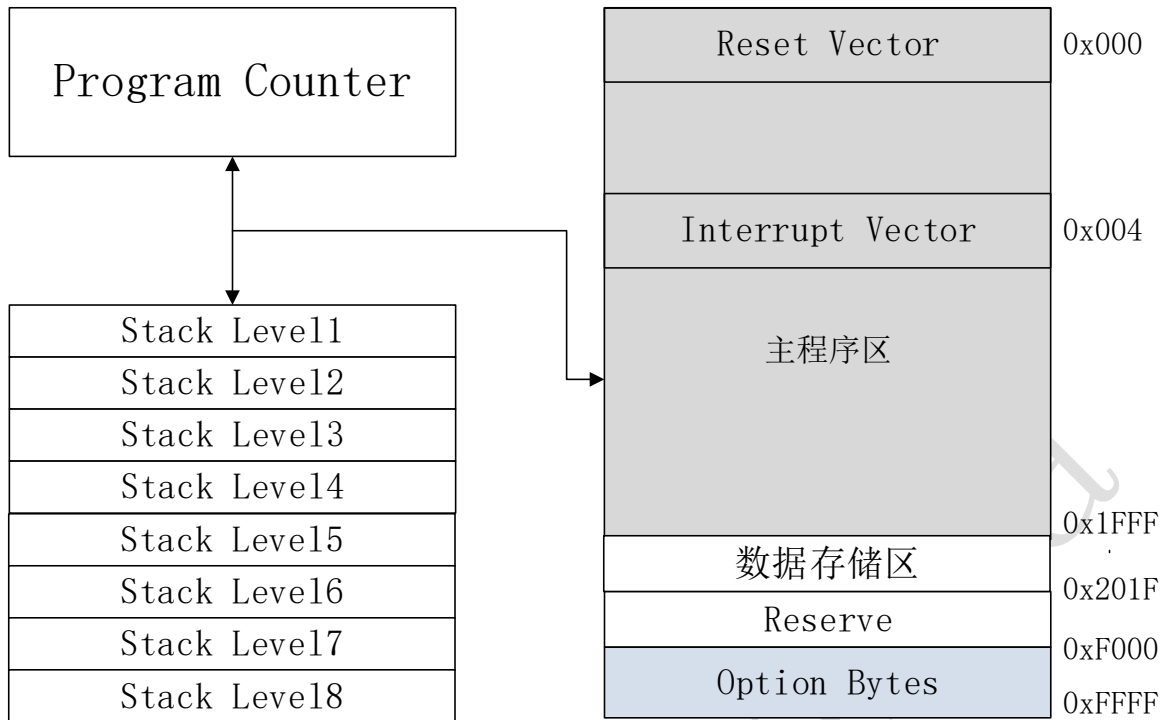 Program Counter
Stack Level1
Stack Level2
Stack Level3
Stack Level4
Stack Level5
Stack Level6
Stack Level7
Stack Level8
Reset Vector
0x000
Interrupt Vector
0x004
主程序区
0x1FFF
数据存储区
0x201F
Reserve
0xF000
Option Bytes
0xFFFF